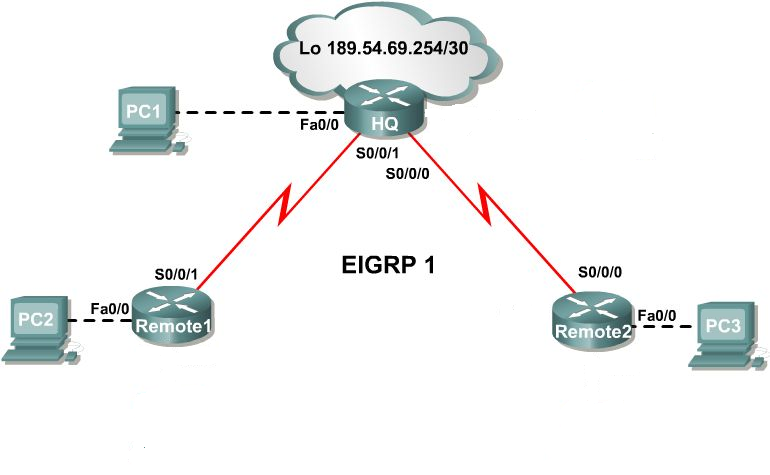 Lo 189.54.69.254/30
PC1
Fa0/0
HQ
S0/0/1
S0/0/0
EIGRP 1
S0/0/1
S0/0/0
PC2
Fa0/0
Remote1
Remote2
Fa0/0
PC3